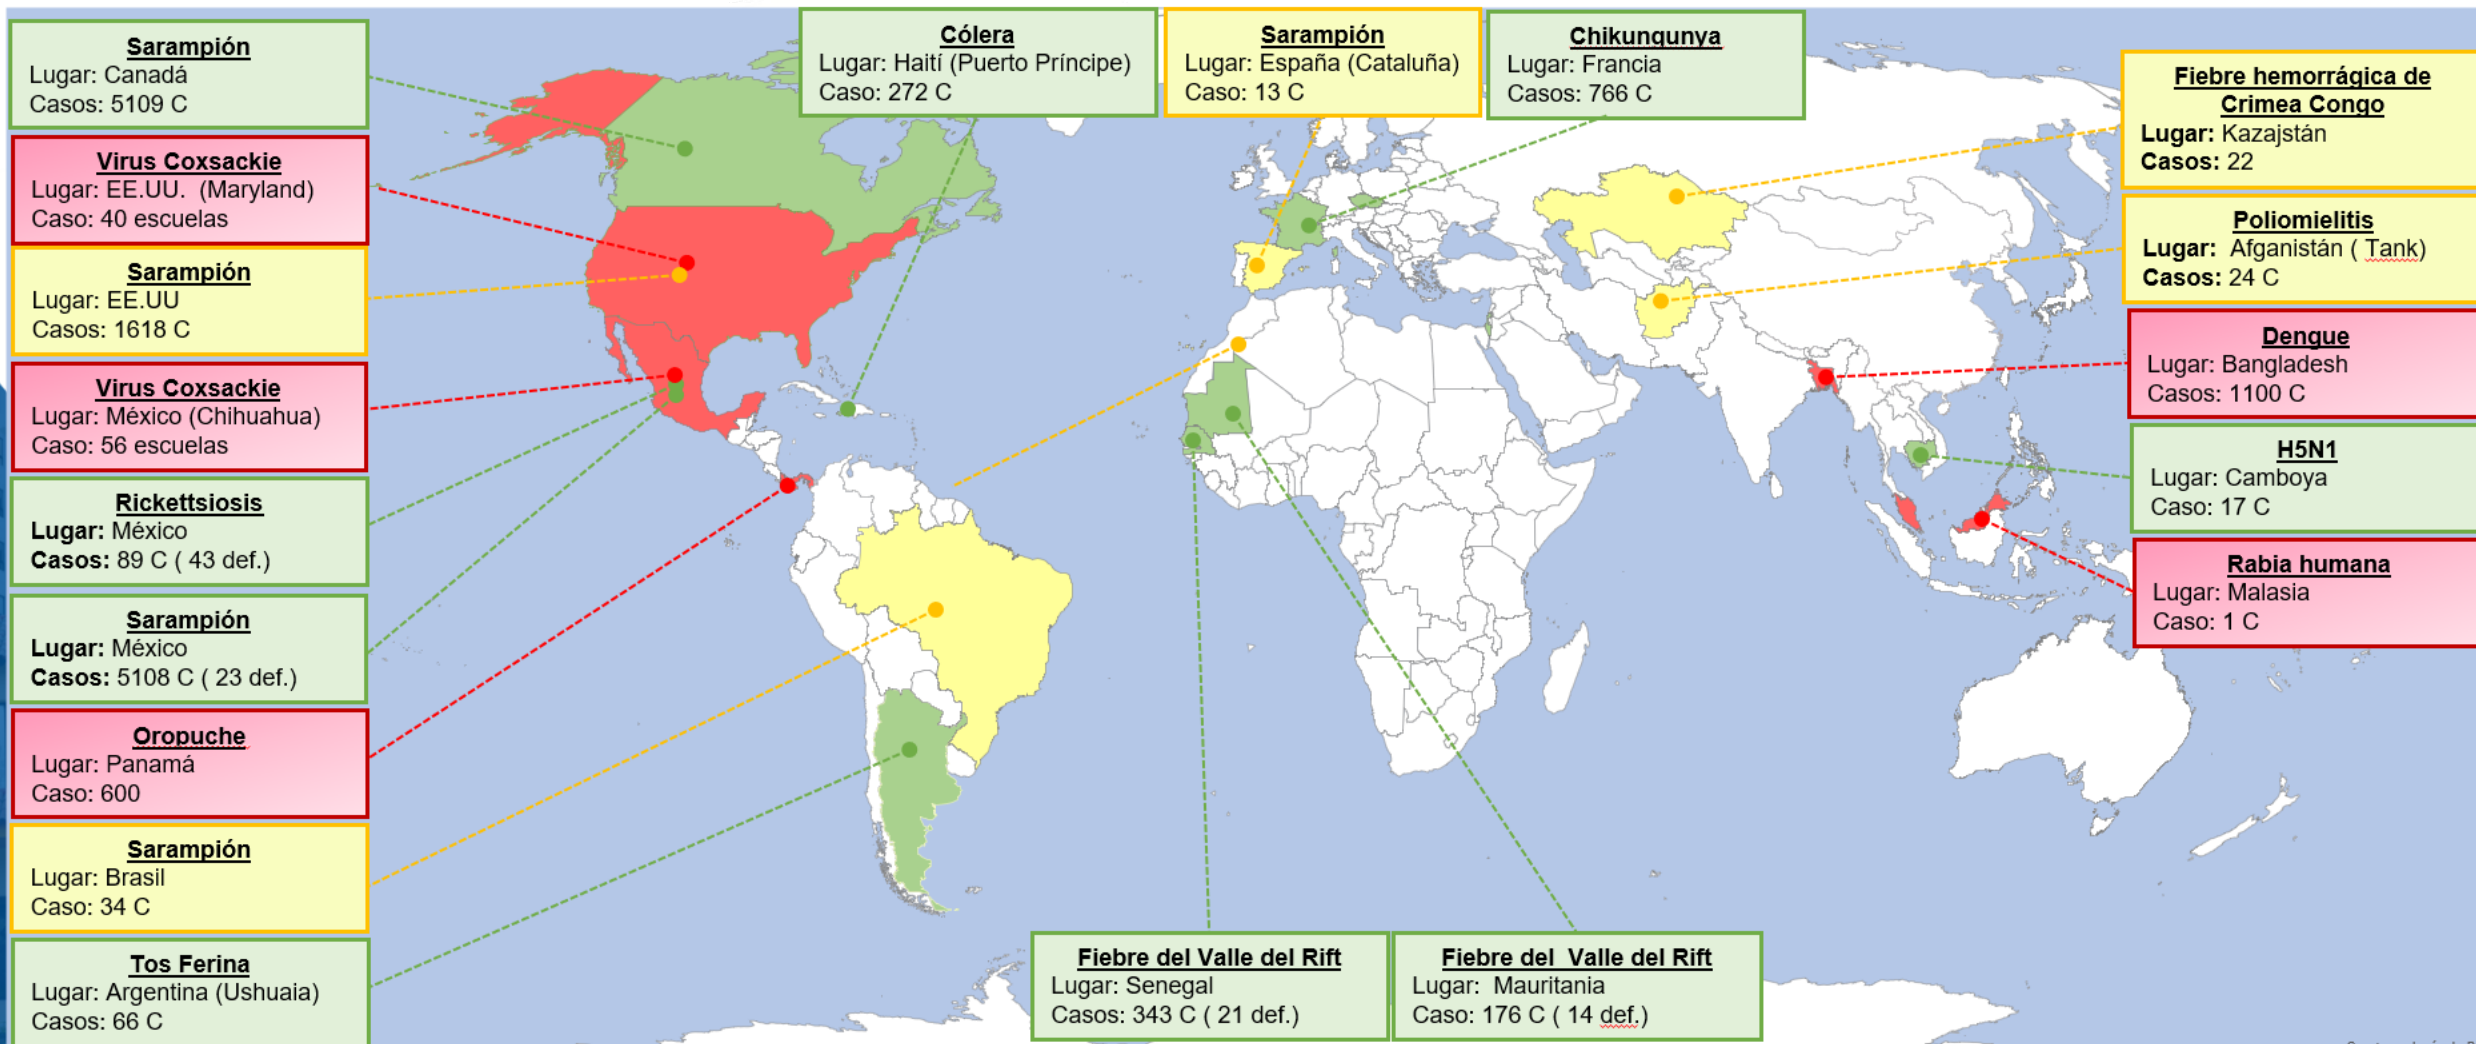 Sarampión
Lugar: Canadá
Casos: 5109 C
Virus Coxsackie
Lugar: EE.UU. (Maryland)
Caso: 40 escuelas
Sarampión
Lugar: EE.UU
Casos: 1618 C
Virus Coxsackie
Lugar: México (Chihuahua)
Caso: 56 escuelas
Rickettsiosis
Lugar: México
Casos: 89 C ( 43 def.)
Sarampión
Lugar: México
Casos: 5108 C ( 23 def.)
Oropuche
Lugar: Panamá
Caso: 600
Sarampión
Lugar: Brasil
Caso: 34 C
Tos Ferina
Lugar: Argentina (Ushuaia)
Casos: 66 C
Cólera
Lugar: Haití (Puerto Príncipe)
Caso: 272 C
Sarampión
Lugar: España (Cataluña)
Caso: 13 C
Chikungunya
Lugar: Francia
Casos: 766 C
Fiebre hemorrágica de
Crimea Congo
Lugar: Kazajstán
Casos: 22
Poliomielitis
Lugar: Afganistán ( Tank)
Casos: 24 C
Dengue
Lugar: Bangladesh
Casos: 1100 C
H5N1
Lugar: Camboya
Caso: 17 C
Rabia humana
Lugar: Malasia
Caso: 1 C
Fiebre del Valle del Rift
Lugar: Senegal
Casos: 343 C ( 21 def.)
Fiebre del Valle del Rift
Lugar: Mauritania
Caso: 176 C ( 14 def.)